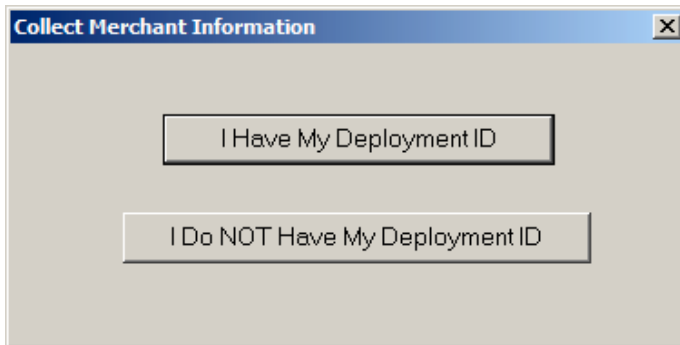 Collect Merchant Information
I Have My Deployment ID
I Do NOT Have My Deployment ID